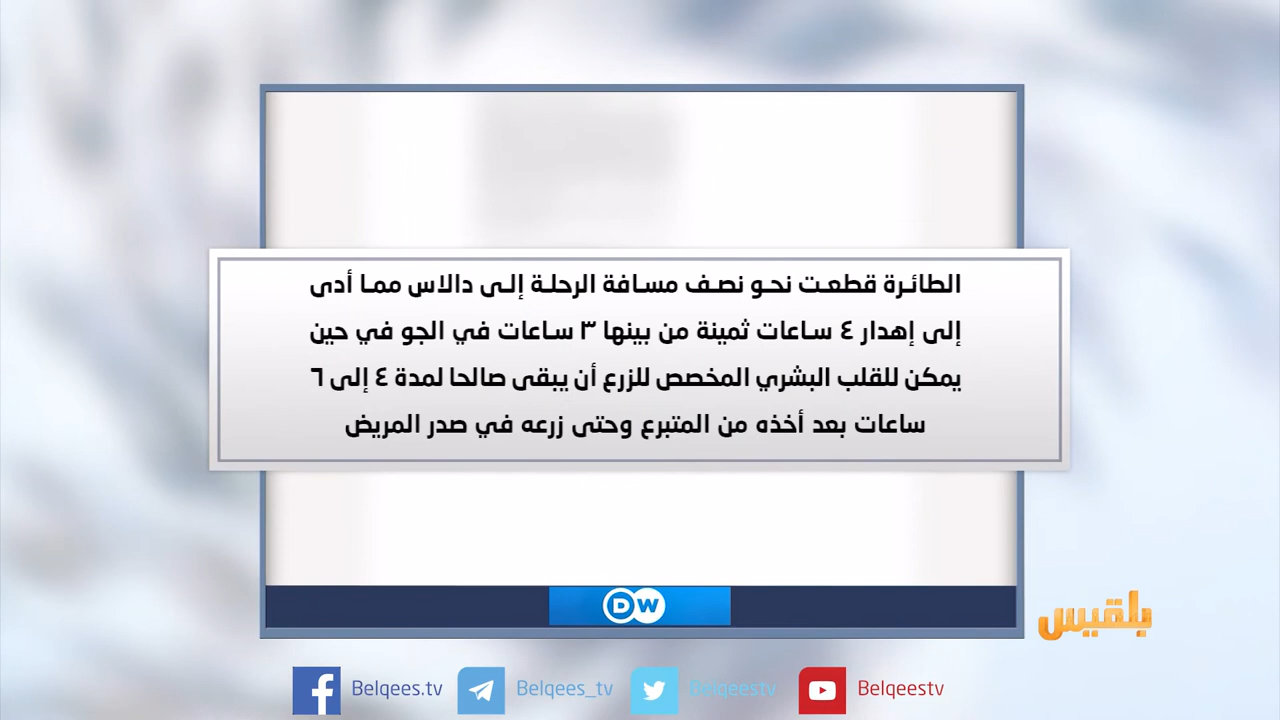 الطائرة قطعت نحو نصف مسافة الرحلة إلى دالاس مما أدى
إلى إهدار ٤ ساعات ثمينة من بينها ٣ ساعات في الجو في حين
يمكن للقلب البشري المخصص للزرع أن يبقى صالحا لمدة ٤ إلى ٦
ساعات بعد أخذه من المتبرع وحتى زرعه في صدر المريض
DW
بلقيس
Belqees.tv Belqees_tv Belqeestv Belqeestv